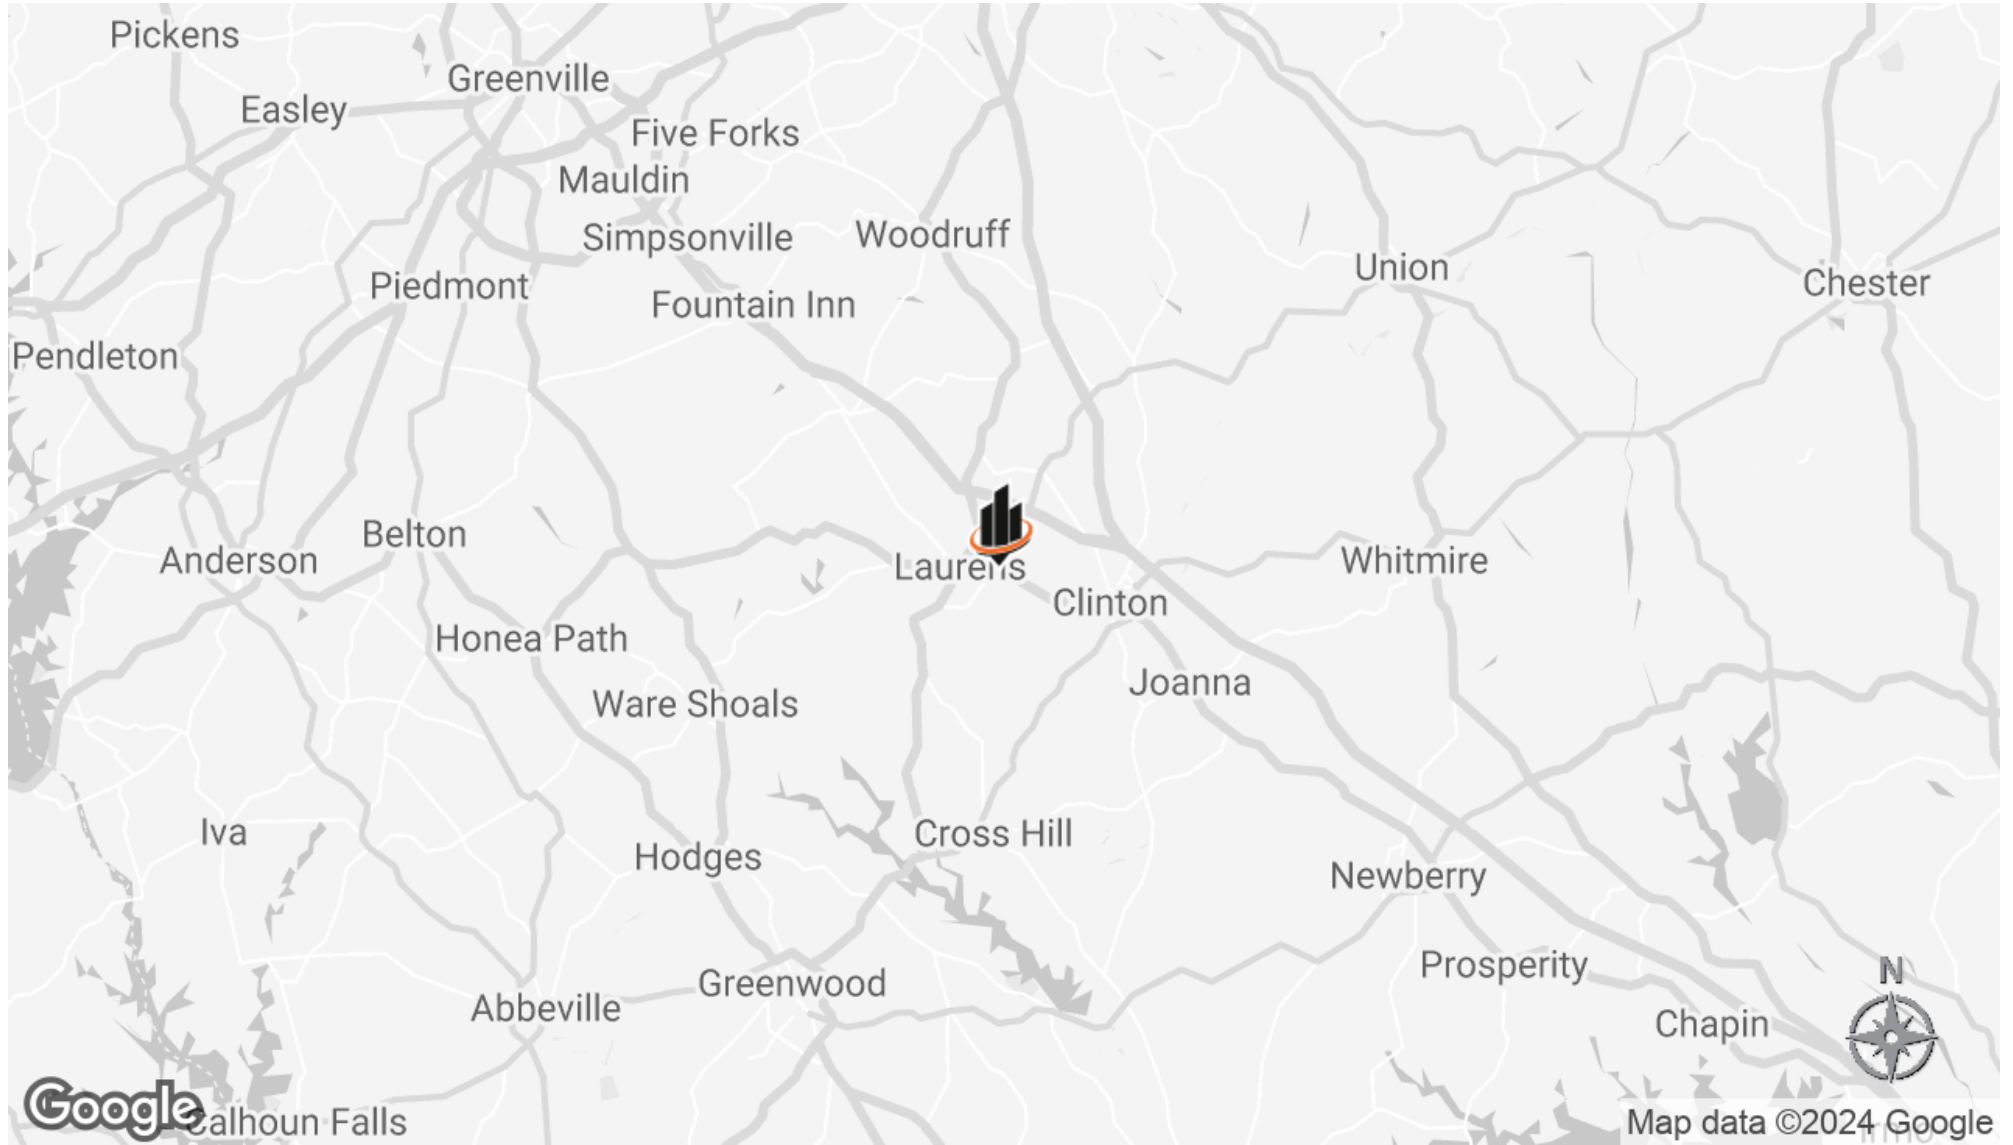 Pickens
Greenville
Easley
Five Forks
Mauldin
Simpsonville
Woodruff
Union
Piedmont
Chester
Fountain Inn
Pendleton
Belton
Anderson
Laurens
Whitmire
Clinton
Honea Path
Joanna
Ware Shoals
Iva
Cross Hill
Hodges
Newberry
Prosperity
N
Greenwood
Abbeville
Chapin
Google
Calhoun Falls
Map data ©2024 Google